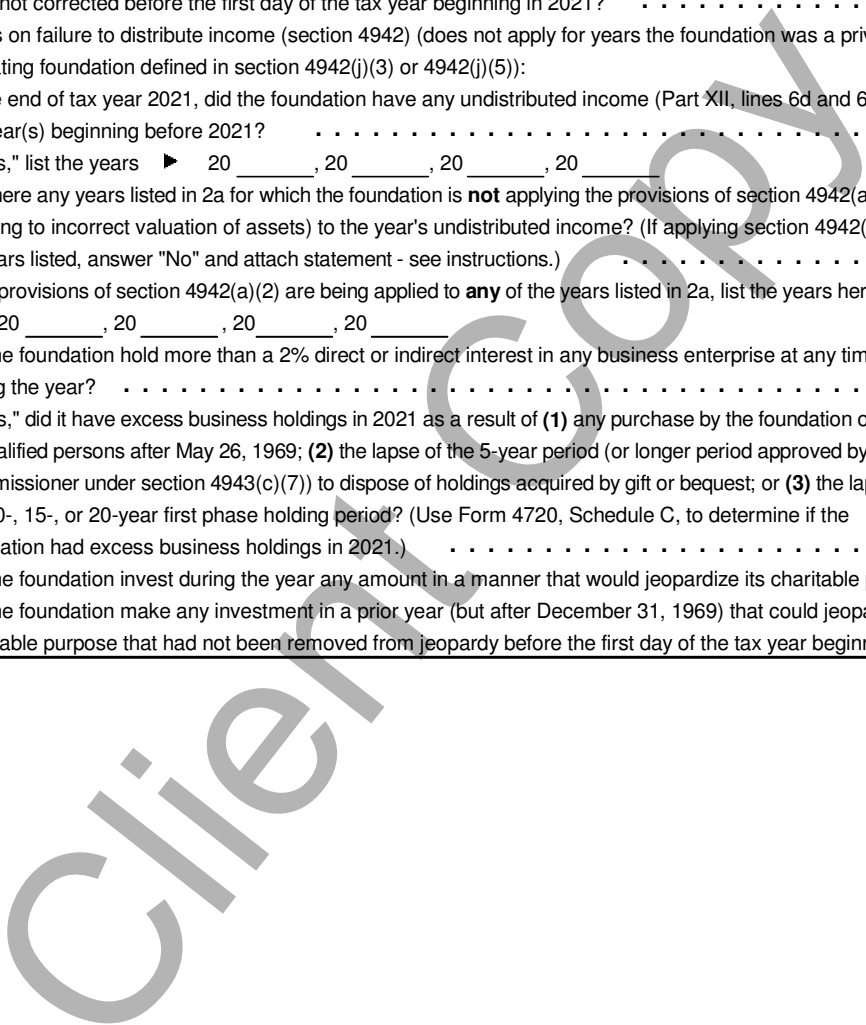 not corrected before the first day of the tax year beginning in 2021? . . . . . . . . . . . .
s on failure to distribute income (section 4942) (does not apply for years the foundation was a priv
ating foundation defined in section 4942(j)(3) or 4942(j)(5)):
e end of tax year 2021, did the foundation have any undistributed income (Part XII, lines 6d and 6
ear(s) beginning before 2021? . . . . . . . . . . . . . . . . . . . . . . . . . . . . .
s," list the years ▶ 20 ______, 20 ______, 20 ______, 20 ______
here any years listed in 2a for which the foundation is not applying the provisions of section 4942(a
ing to incorrect valuation of assets) to the year's undistributed income? (If applying section 4942(
ars listed, answer "No" and attach statement - see instructions.) . . . . . . . . . . . . .
provisions of section 4942(a)(2) are being applied to any of the years listed in 2a, list the years her
20 ______, 20 ______, 20 ______, 20 ______
he foundation hold more than a 2% direct or indirect interest in any business enterprise at any tim
g the year? . . . . . . . . . . . . . . . . . . . . . . . . . . . . . . . . . . . . . . .
s," did it have excess business holdings in 2021 as a result of (1) any purchase by the foundation o
alified persons after May 26, 1969; (2) the lapse of the 5-year period (or longer period approved by
missioner under section 4943(c)(7)) to dispose of holdings acquired by gift or bequest; or (3) the lap
0-, 15-, or 20-year first phase holding period? (Use Form 4720, Schedule C, to determine if the
ation had excess business holdings in 2021.) . . . . . . . . . . . . . . . . . . . . . .
he foundation invest during the year any amount in a manner that would jeopardize its charitable p
he foundation make any investment in a prior year (but after December 31, 1969) that could jeopa
able purpose that had not been removed from jeopardy before the first day of the tax year beginn
Client Copy